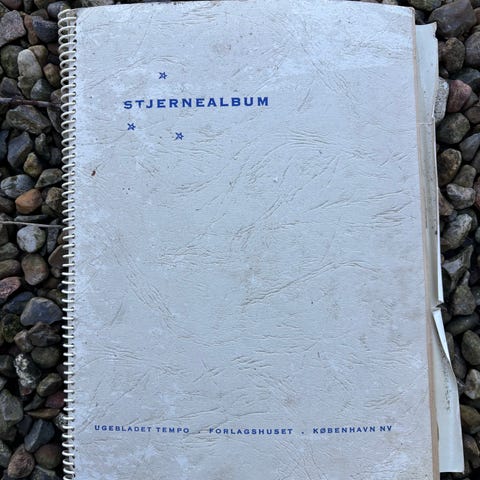 STJERNEALBUM
UGEBLADET TEMPO . FORLAGSHUSET . KØBENHAVN NV